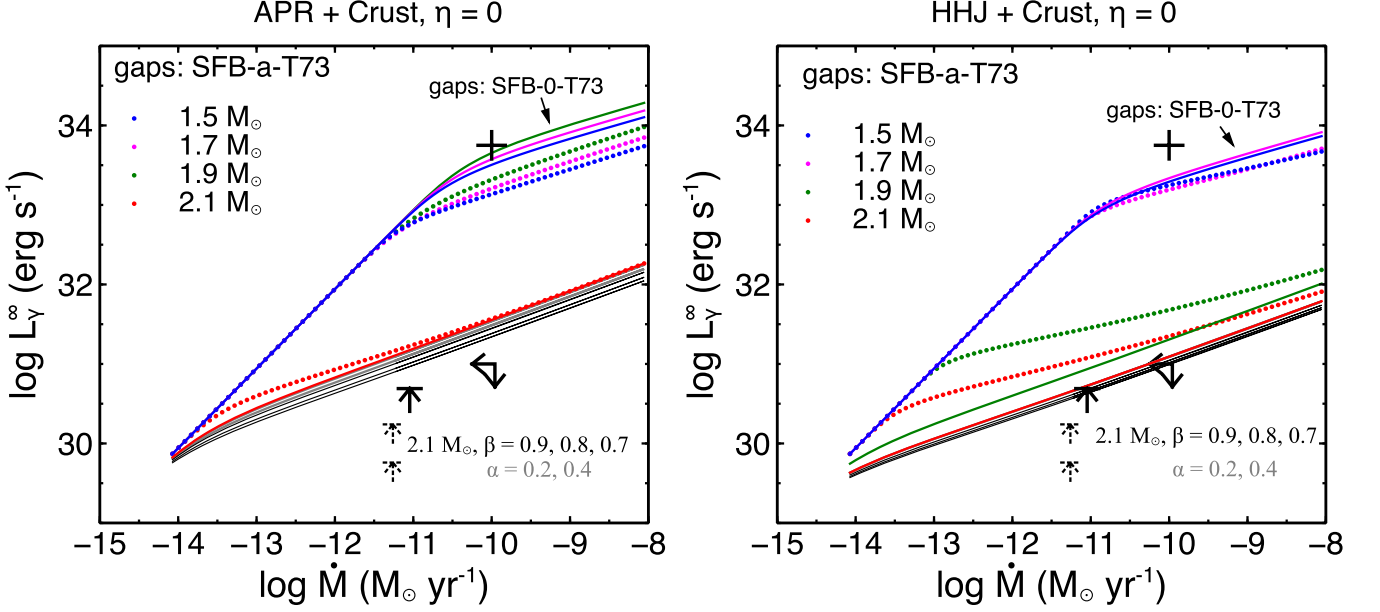 APR + Crust, η = 0
gaps: SFB-a-T73
gaps: SFB-0-T73
1.5 M⊙
1.7 M⊙
1.9 M⊙
2.1 M⊙
2.1 M⊙, β = 0.9, 0.8, 0.7
α = 0.2, 0.4
34
32
30
−15 −14 −13 −12 −11 −10 −9 −8
log Ṁ (M⊙ yr⁻¹)
log L∞γ (erg s⁻¹)
HHJ + Crust, η = 0
gaps: SFB-a-T73
gaps: SFB-0-T73
1.5 M⊙
1.7 M⊙
1.9 M⊙
2.1 M⊙
2.1 M⊙, β = 0.9, 0.8, 0.7
α = 0.2, 0.4
34
32
30
−15 −14 −13 −12 −11 −10 −9 −8
log Ṁ (M⊙ yr⁻¹)
log L∞γ (erg s⁻¹)